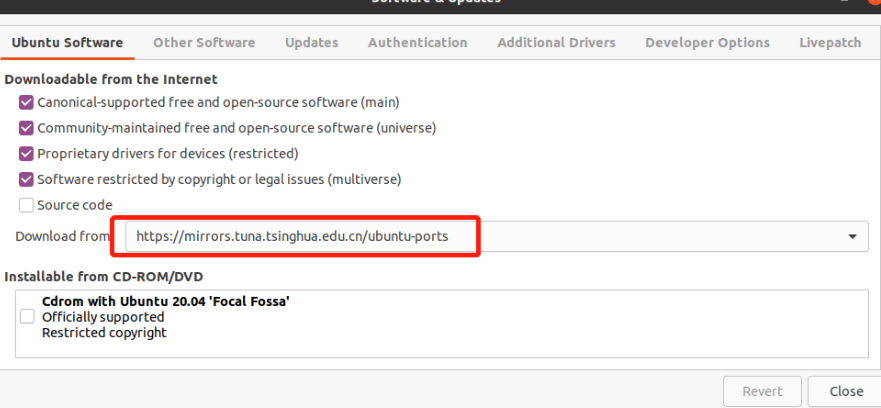 Software & Updates
Ubuntu Software Other Software Updates Authentication Additional Drivers Developer Options Livepatch
Downloadable from the Internet
Canonical-supported free and open-source software (main)
Community-maintained free and open-source software (universe)
Proprietary drivers for devices (restricted)
Software restricted by copyright or legal issues (multiverse)
Source code
Download from https://mirrors.tuna.tsinghua.edu.cn/ubuntu-ports
Installable from CD-ROM/DVD
Cdrom with Ubuntu 20.04 'Focal Fossa'
Officially supported
Restricted copyright
Revert Close